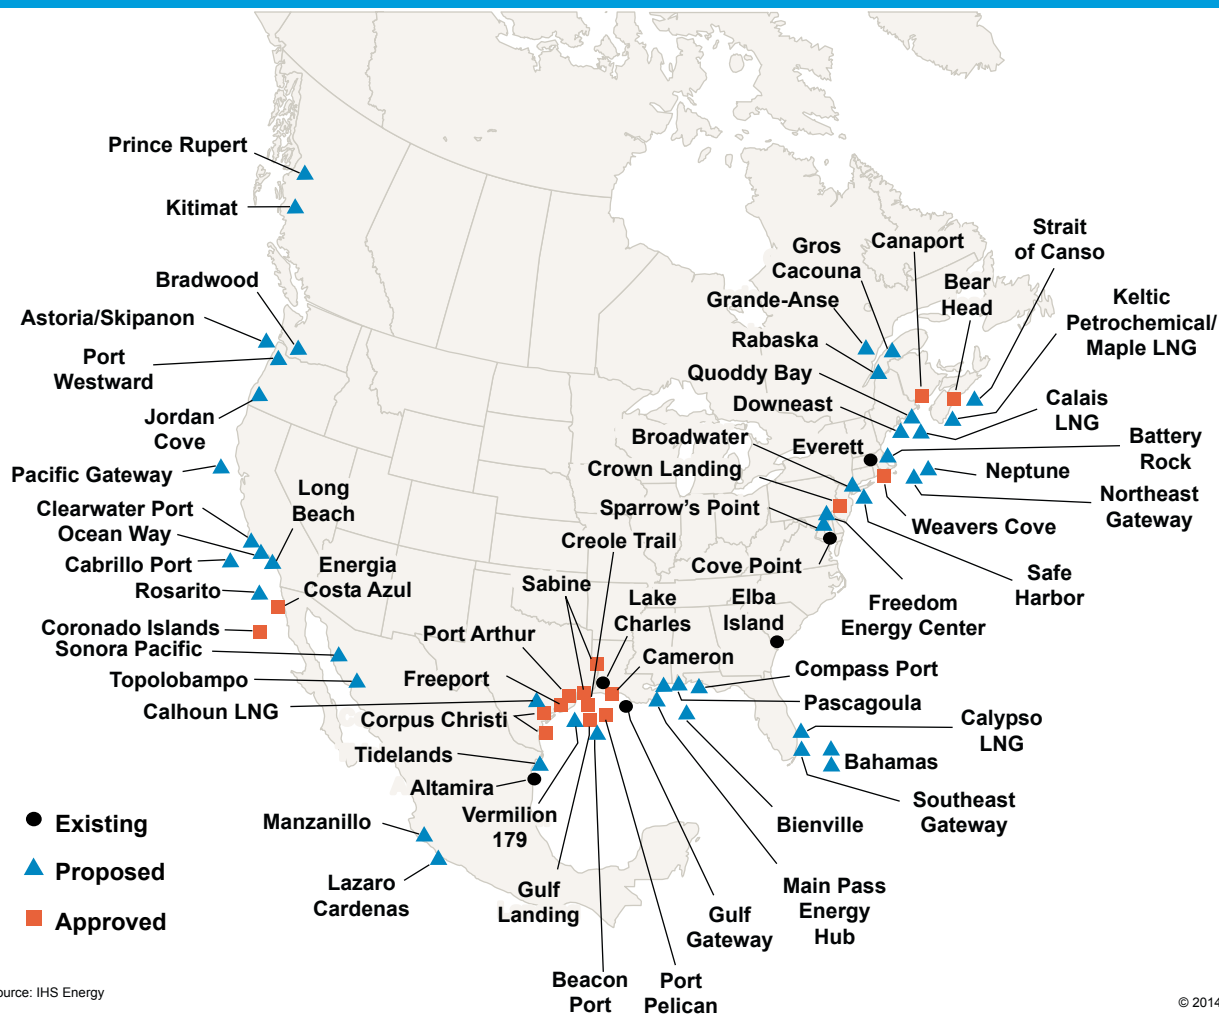 Prince Rupert
Kitimat
Bradwood
Astoria/Skipanon
Port
Westward
Jordan
Cove
Pacific Gateway
Long
Beach
Clearwater Port
Ocean Way
Cabrillo Port
Energia
Costa Azul
Rosarito
Coronado Islands
Sonora Pacific
Topolobampo
Calhoun LNG
Port Arthur
Freeport
Corpus Christi
Tidelands
Altamira
Vermilion
179
Manzanillo
Lazaro
Cardenas
Gulf
Landing
Beacon
Port
Port
Pelican
Gulf
Gateway
Main Pass
Energy
Hub
Bienville
Southeast
Gateway
Bahamas
Calypso
LNG
Pascagoula
Compass Port
Cameron
Lake
Charles
Elba
Island
Sabine
Creole Trail
Cove Point
Sparrow's Point
Crown Landing
Broadwater
Everett
Freedom
Energy Center
Safe
Harbor
Weavers Cove
Northeast
Gateway
Neptune
Battery
Rock
Calais
LNG
Downeast
Quoddy Bay
Rabaska
Grande-Anse
Gros
Cacouna
Canaport
Bear
Head
Strait
of Canso
Keltic
Petrochemical/
Maple LNG
Existing
Proposed
Approved
ource: IHS Energy
© 2014